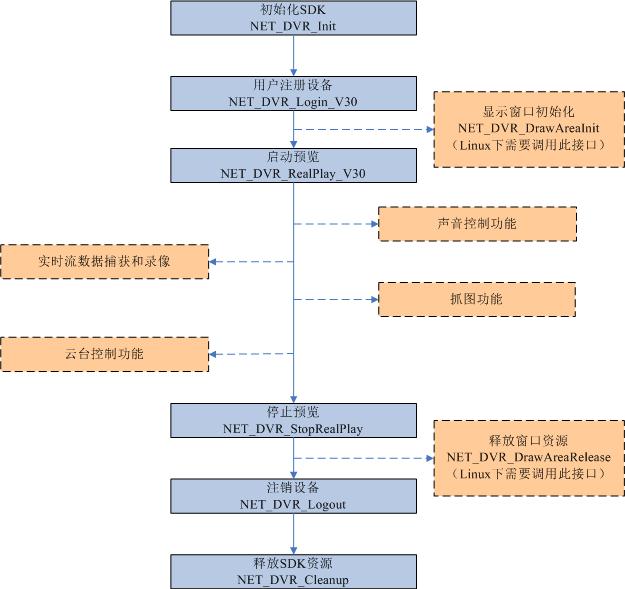 初始化SDK
NET_DVR_Init
用户注册设备
NET_DVR_Login_V30
显示窗口初始化
NET_DVR_DrawAreaInit
（Linux下需要调用此接口）
启动预览
NET_DVR_RealPlay_V30
声音控制功能
实时流数据捕获和录像
抓图功能
云台控制功能
停止预览
NET_DVR_StopRealPlay
释放窗口资源
NET_DVR_DrawAreaRelease
（Linux下需要调用此接口）
注销设备
NET_DVR_Logout
释放SDK资源
NET_DVR_Cleanup